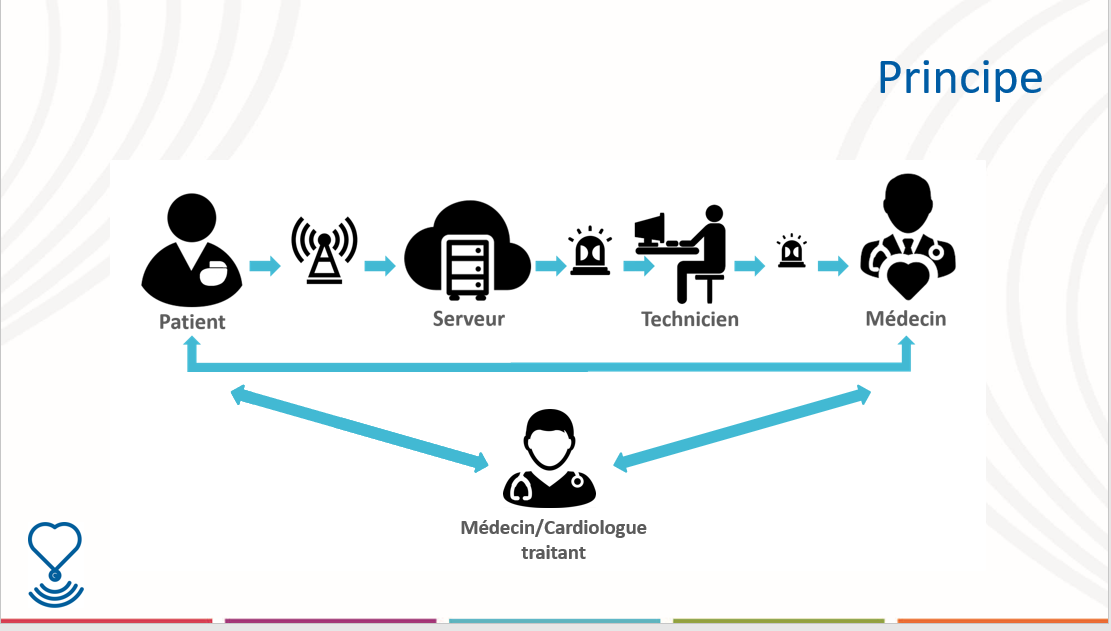 Principe
Patient
Serveur
Technicien
Médecin
Médecin/Cardiologue
traitant